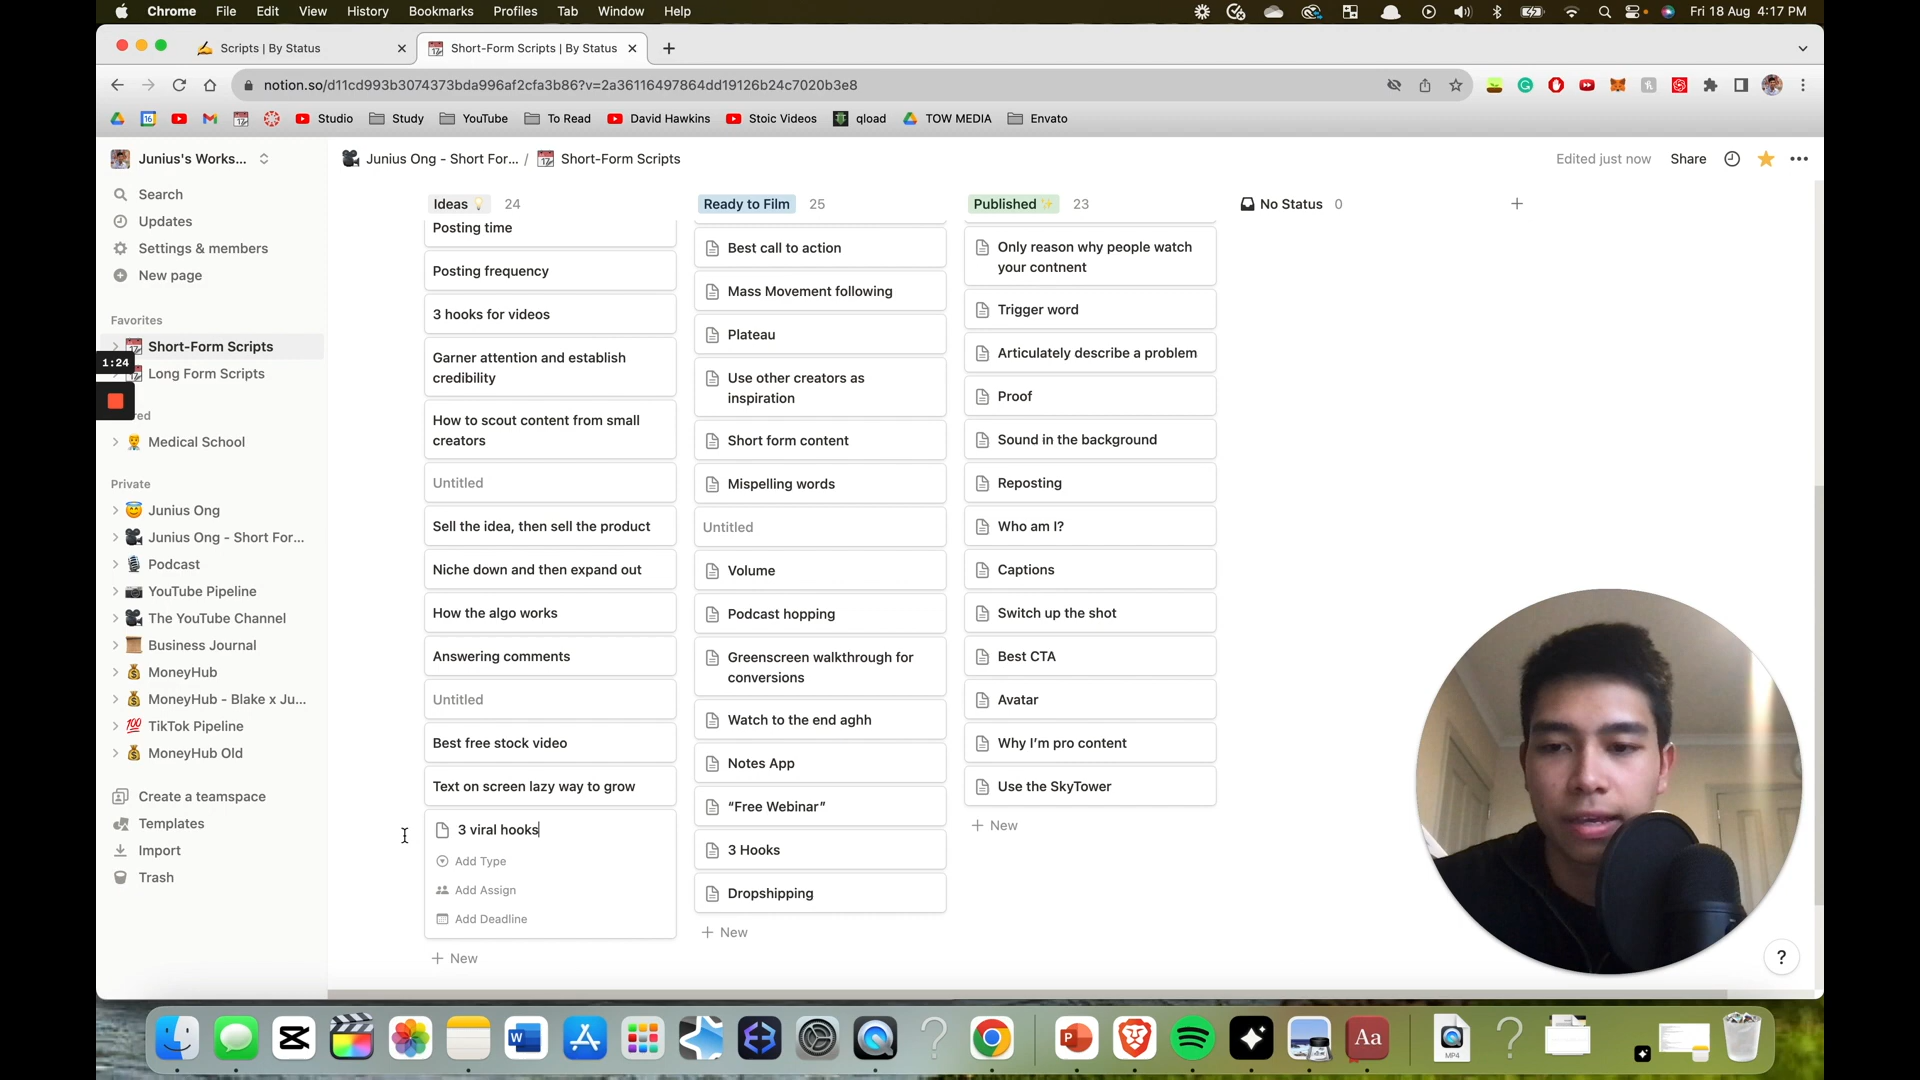 Chrome File Edit View History Bookmarks Profiles Tab Window Help Fri 18 Aug 4:17 PM
Scripts | By Status
Short-Form Scripts | By Status
notion.so/d11cd993b3074373bda996af2cfa3b86?v=2a36116497864dd19126b24c7020b3e8
Studio Study YouTube To Read David Hawkins Stoic Videos qload TOW MEDIA Envato
Junius's Works...
Search
Updates
Settings & members
New page
Favorites
Short-Form Scripts
1:24
Long Form Scripts
red
Medical School
Private
Junius Ong
Junius Ong - Short For...
Podcast
YouTube Pipeline
The YouTube Channel
Business Journal
MoneyHub
MoneyHub - Blake x Ju...
TikTok Pipeline
MoneyHub Old
Create a teamspace
Templates
Import
Trash
Junius Ong - Short For... / Short-Form Scripts
Edited just now Share
Ideas 24
Posting time
Posting frequency
3 hooks for videos
Garner attention and establish
credibility
How to scout content from small
creators
Untitled
Sell the idea, then sell the product
Niche down and then expand out
How the algo works
Answering comments
Untitled
Best free stock video
Text on screen lazy way to grow
3 viral hooks
Add Type
Add Assign
Add Deadline
+ New
Ready to Film 25
Best call to action
Mass Movement following
Plateau
Use other creators as
inspiration
Short form content
Mispelling words
Untitled
Volume
Podcast hopping
Greenscreen walkthrough for
conversions
Watch to the end aghh
Notes App
“Free Webinar”
3 Hooks
Dropshipping
+ New
Published 23
Only reason why people watch
your contnent
Trigger word
Articulately describe a problem
Proof
Sound in the background
Reposting
Who am I?
Captions
Switch up the shot
Best CTA
Avatar
Why I’m pro content
Use the SkyTower
+ New
No Status 0
+
?
Aa
MP4